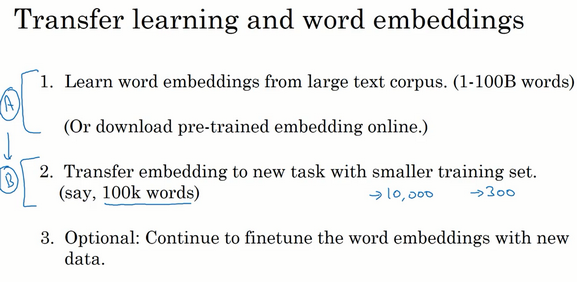 Transfer learning and word embeddings
A
1. Learn word embeddings from large text corpus. (1-100B words)
(Or download pre-trained embedding online.)
B
2. Transfer embedding to new task with smaller training set.
(say, 100k words)
→10,000 →300
3. Optional: Continue to finetune the word embeddings with new
data.